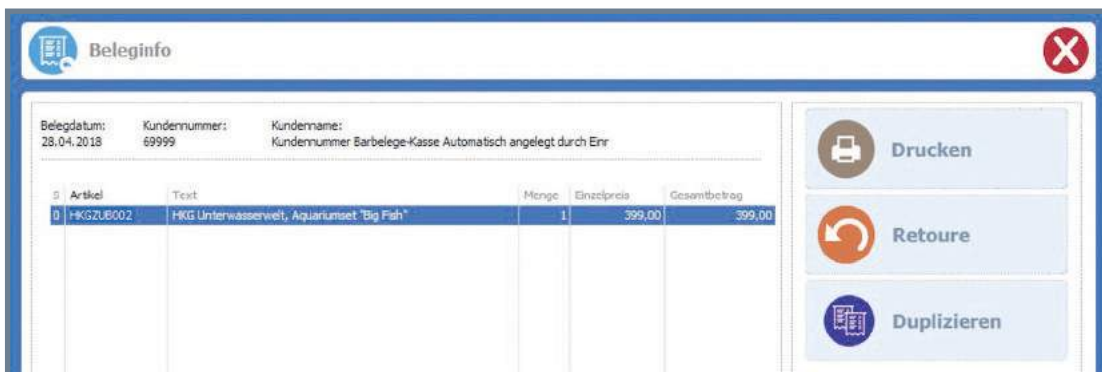 Beleginfo
Belegdatum: Kundennummer: Kundenname:
28.04.2018 69999 Kundennummer Barbelege-Kasse Automatisch angelegt durch Einr
S Artikel Text Menge Einzelpreis Gesamtbetrag
0 HKGZUB002 HKG Unterwasserwelt, Aquariumset "Big Fish" 1 399,00 399,00
Drucken
Retoure
Duplizieren